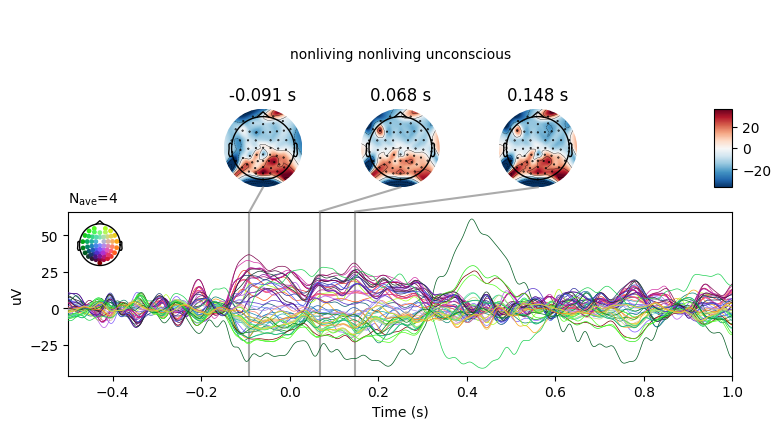 nonliving nonliving unconscious
-0.091 s 0.068 s 0.148 s
20
0
−20
Nave=4
50
25
0
−25
uV
−0.4 −0.2 0.0 0.2 0.4 0.6 0.8 1.0
Time (s)